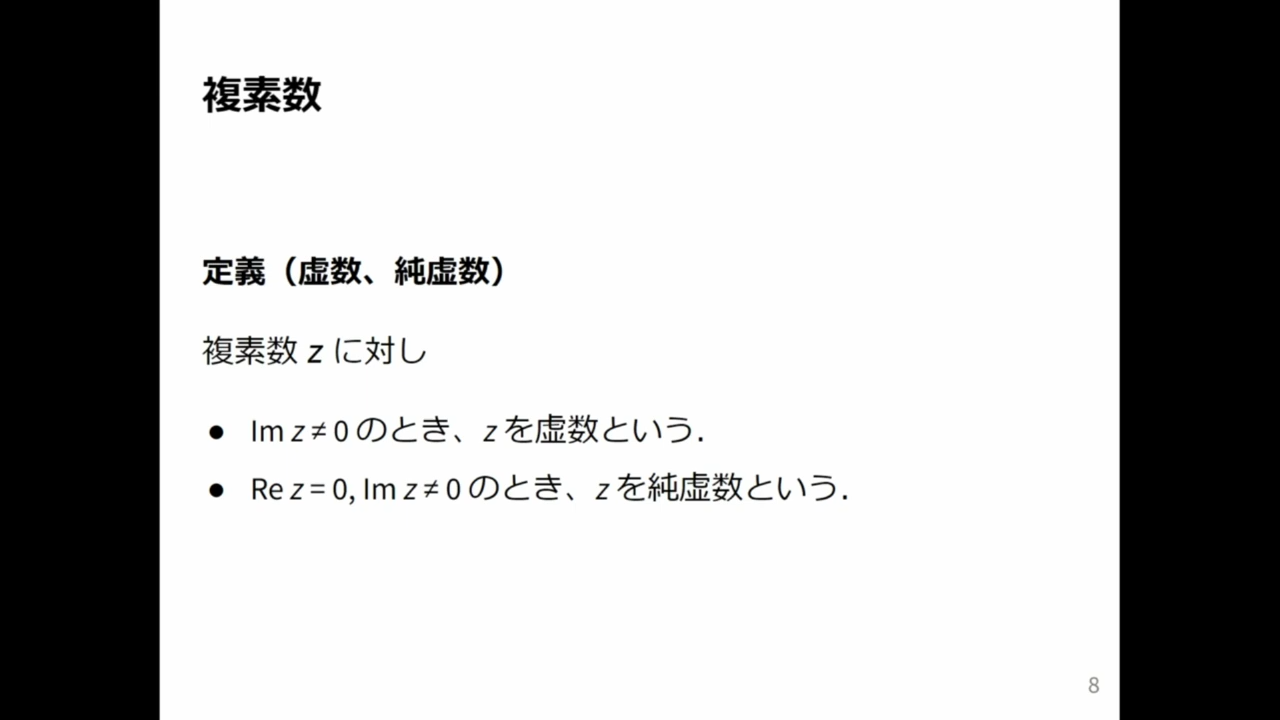 複素数
定義（虚数、純虚数）
複素数 z に対し
● Im z ≠ 0 のとき、z を虚数という.
● Re z = 0, Im z ≠ 0 のとき、z を純虚数という.
8